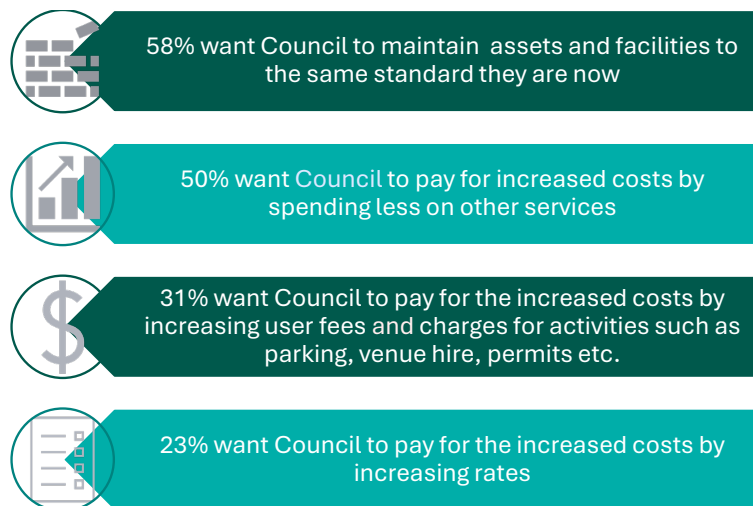 58% want Council to maintain  assets and facilities to
the same standard they are now
50% want Council to pay for increased costs by
spending less on other services
31% want Council to pay for the increased costs by
increasing user fees and charges for activities such as
parking, venue hire, permits etc.
23% want Council to pay for the increased costs by
increasing rates